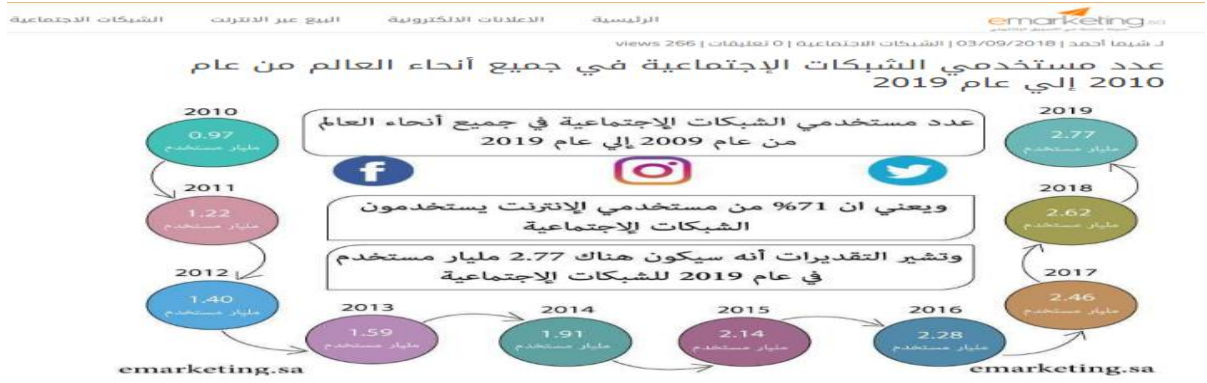 الرئيسية الاعلانات الالكترونية البيع عبر الانترنت الشبكات الاجتماعية
emarketing.sa
لـ شيما أحمد | 03/09/2018 | الشبكات الاجتماعية | 0 تعليقات | 266 views
عدد مستخدمي الشبكات الإجتماعية في جميع أنحاء العالم من عام
2010 إلي عام 2019
عدد مستخدمي الشبكات الإجتماعية في جميع أنحاء العالم
من عام 2009 إلي عام 2019
2010
0.97
مليار مستخدم
2011
1.22
مليار مستخدم
2012
1.40
مليار مستخدم
2013
1.59
مليار مستخدم
2014
1.91
مليار مستخدم
2015
2.14
مليار مستخدم
2016
2.28
مليار مستخدم
2017
2.46
مليار مستخدم
2018
2.62
مليار مستخدم
2019
2.77
مليار مستخدم
ويعني ان 71% من مستخدمي الإنترنت يستخدمون
الشبكات الإجتماعية
وتشير التقديرات أنه سيكون هناك 2.77 مليار مستخدم
في عام 2019 للشبكات الإجتماعية
emarketing.sa
emarketing.sa